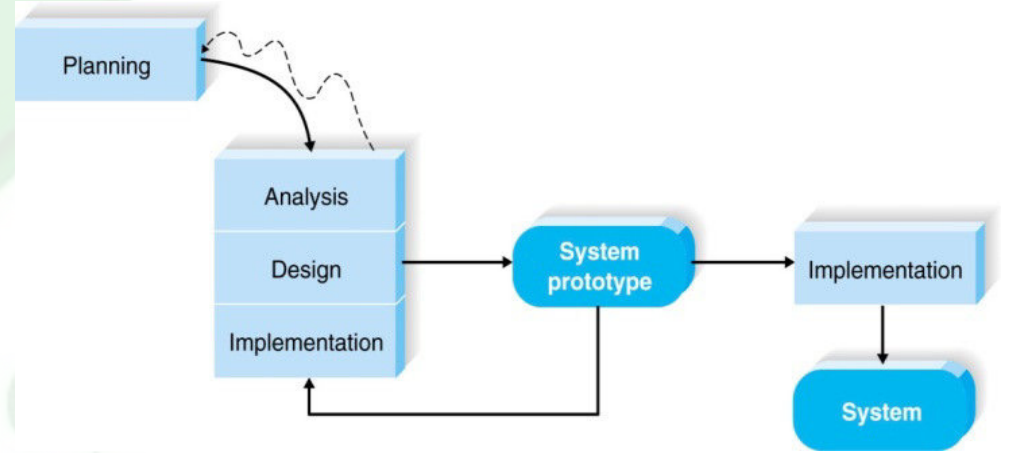 Planning
Analysis
Design
Implementation
System
prototype
Implementation
System